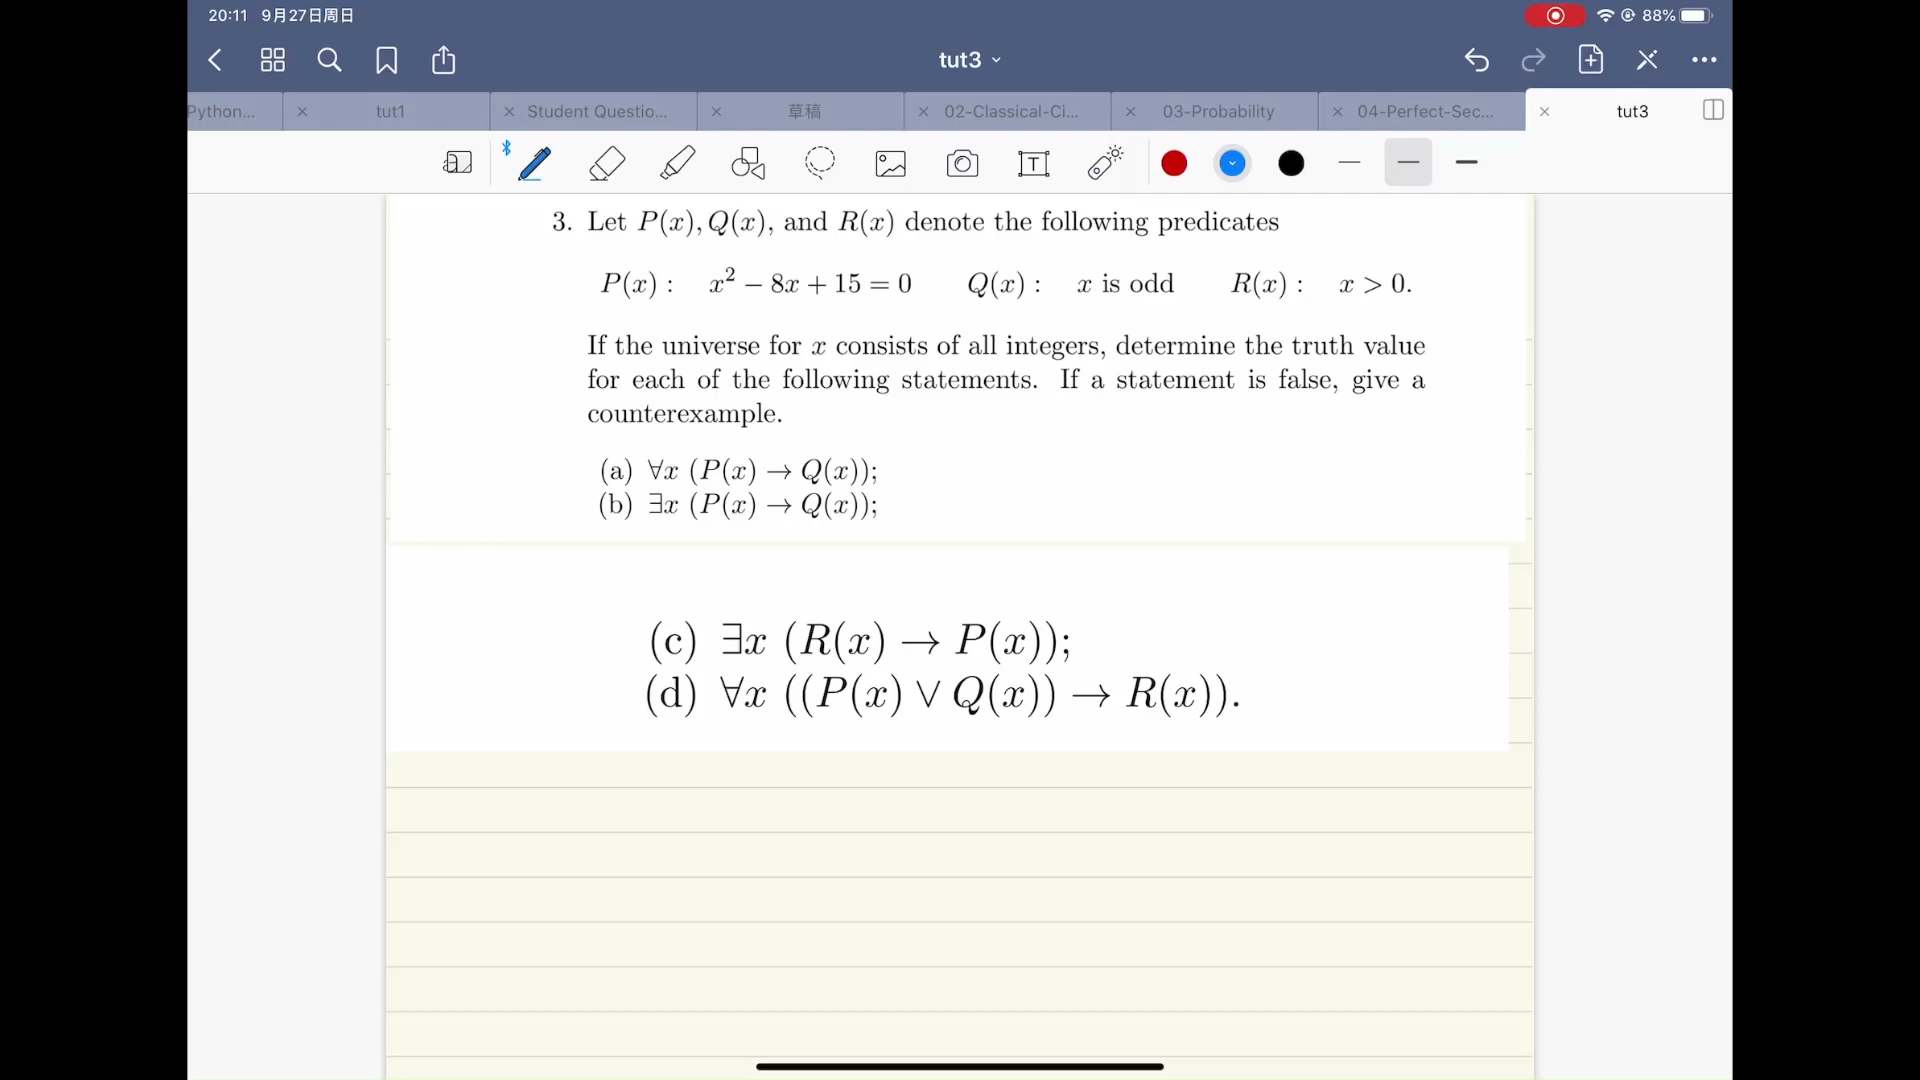 20:11 9月27日周日
88%
tut3
Python...
tut1
Student Questio...
草稿
02-Classical-Ci...
03-Probability
04-Perfect-Sec...
tut3
3. Let P(x), Q(x), and R(x) denote the following predicates
P(x) : x² − 8x + 15 = 0 Q(x) : x is odd R(x) : x > 0.
If the universe for x consists of all integers, determine the truth value
for each of the following statements. If a statement is false, give a
counterexample.
(a) ∀x (P(x) → Q(x));
(b) ∃x (P(x) → Q(x));
(c) ∃x (R(x) → P(x));
(d) ∀x ((P(x) ∨ Q(x)) → R(x)).